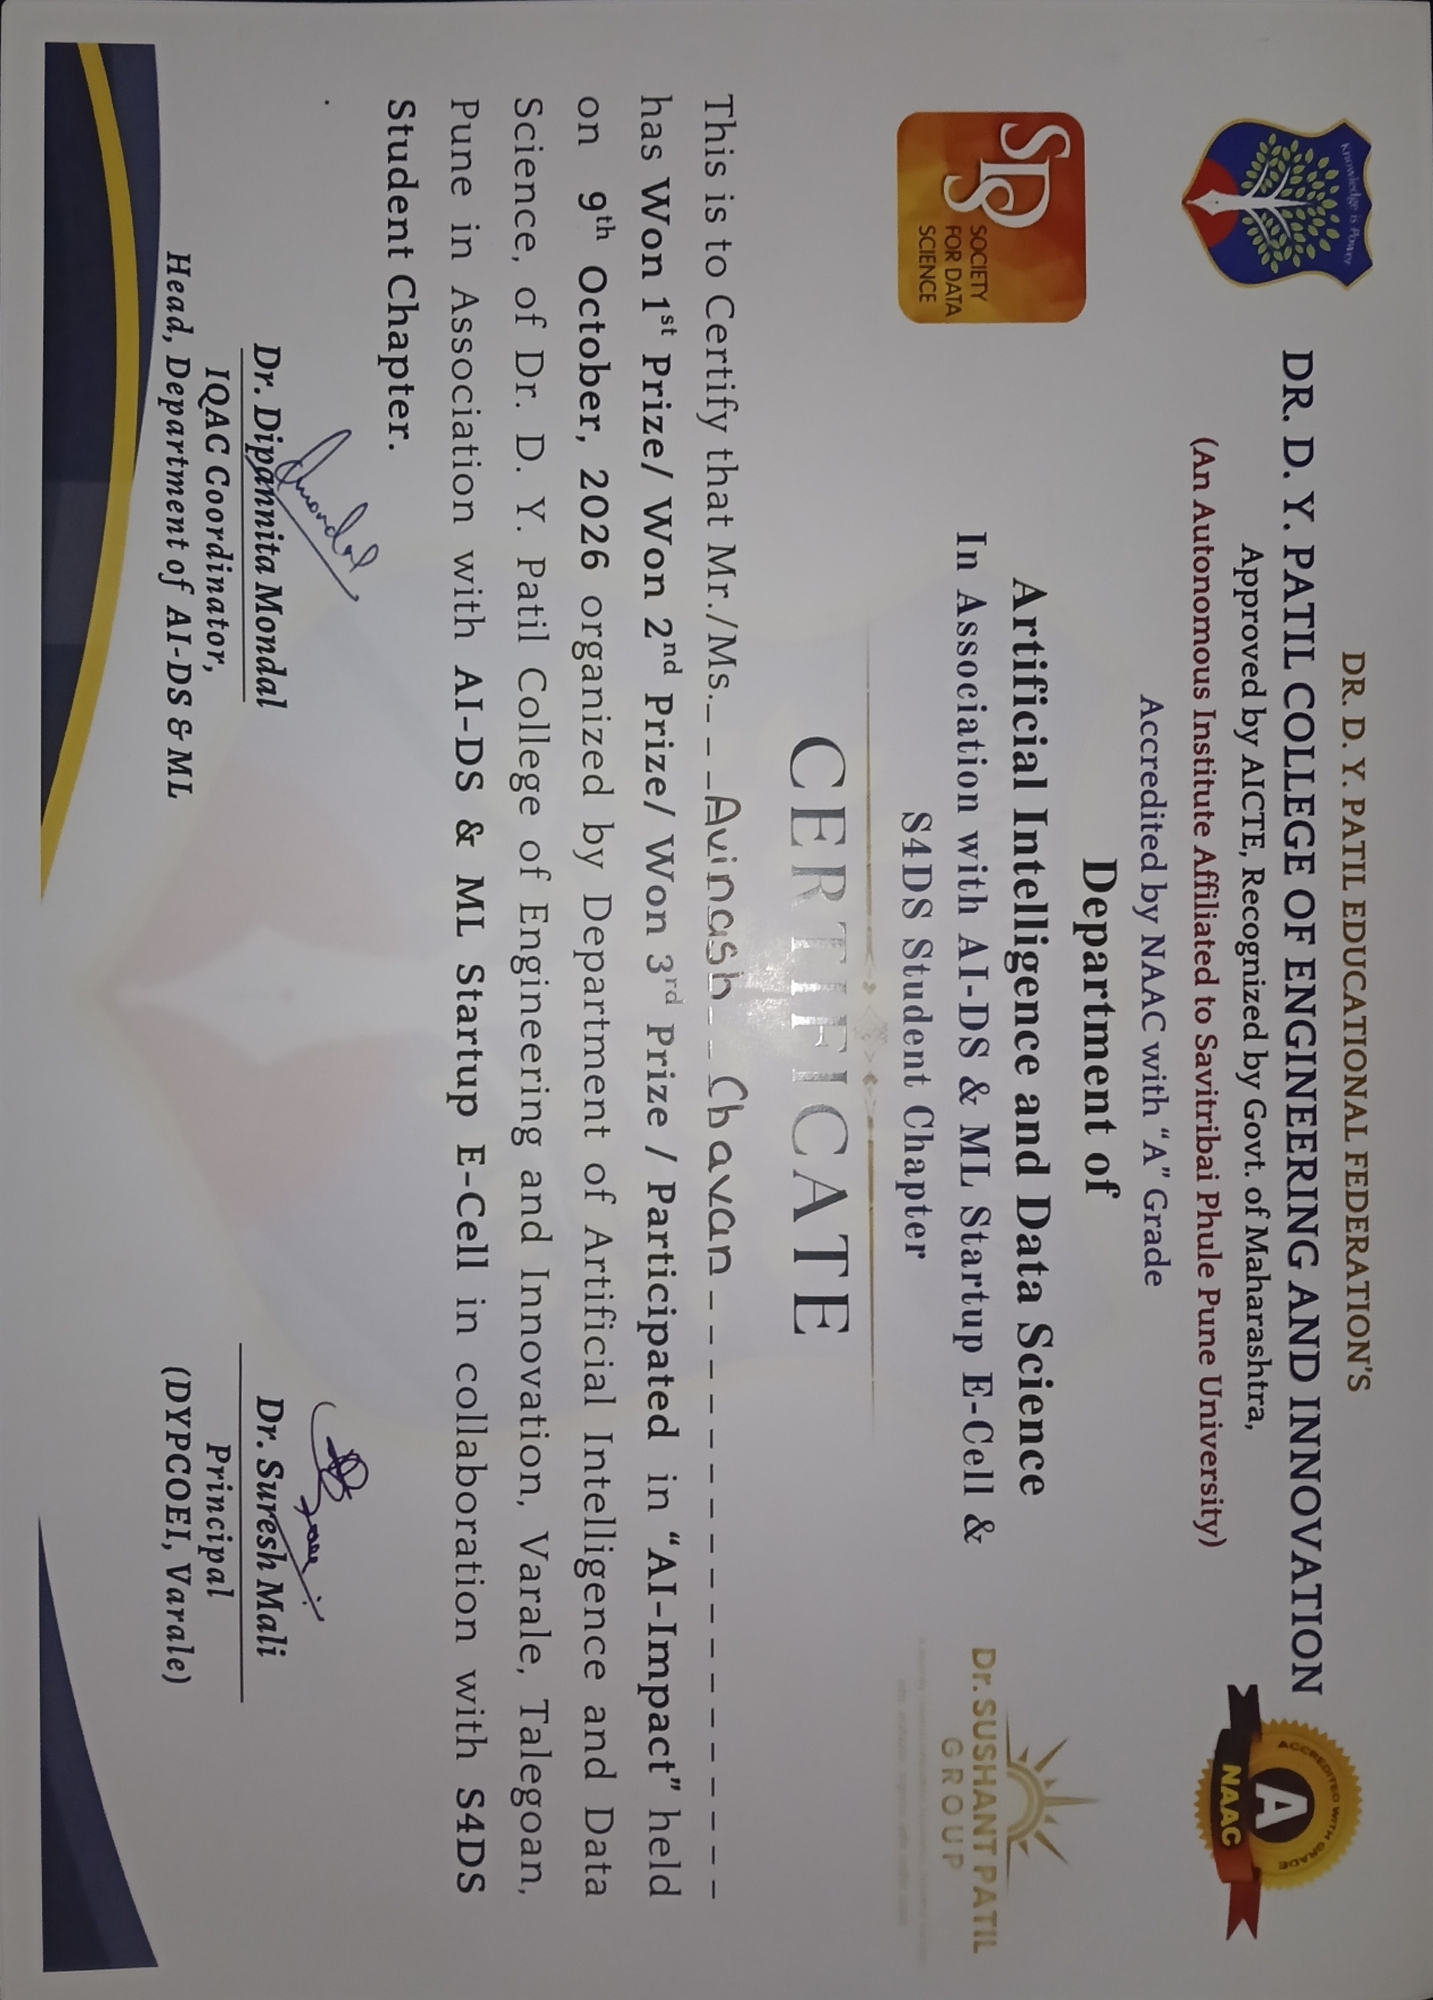 Knowledge is Power
DR. D. Y. PATIL EDUCATIONAL FEDERATION'S
DR. D. Y. PATIL COLLEGE OF ENGINEERING AND INNOVATION
Approved by AICTE, Recognized by Govt. of Maharashtra,
(An Autonomous Institute Affiliated to Savitribai Phule Pune University)
Accredited by NAAC with “A” Grade
ACCREDITED WITH GRADE
A
NAAC
Department of
Artificial Intelligence and Data Science
In Association with AI-DS & ML Startup E-Cell &
S4DS Student Chapter
SDS
SOCIETY
FOR DATA
SCIENCE
Dr. SUSHANT PATIL
GROUP
CERTIFICATE
This is to Certify that Mr./Ms. Avinash Chavan
has Won 1st Prize/ Won 2nd Prize/ Won 3rd Prize / Participated in “AI-Impact” held
on 9th October, 2026 organized by Department of Artificial Intelligence and Data
Science, of Dr. D. Y. Patil College of Engineering and Innovation, Varale, Talegoan,
Pune in Association with AI-DS & ML Startup E-Cell in collaboration with S4DS
Student Chapter.
Dr. Dipannita Mondal
IQAC Coordinator,
Head, Department of AI-DS & ML
Dr. Suresh Mali
Principal
(DYPCOEI, Varale)